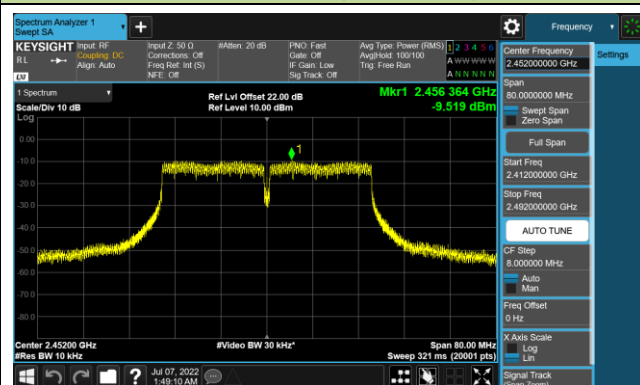 Spectrum Analyzer 1
Swept SA
+
Frequency
KEYSIGHT
RL
Input: RF
Coupling: DC
Align: Auto
Input Z: 50 Ω
Corrections: Off
Freq Ref: Int (S)
NFE: Off
#Atten: 20 dB
PNO: Fast
Gate: Off
IF Gain: Low
Sig Track: Off
Avg Type: Power (RMS)
Avg|Hold: 100/100
Trig: Free Run
1 2 3 4 5 6
A W W W W W
A N N N N N
LXI
1 Spectrum
Scale/Div 10 dB
Log
Ref Lvl Offset 22.00 dB
Ref Level 10.00 dBm
Mkr1 2.456 364 GHz
-9.519 dBm
1
0.00
-10.0
-20.0
-30.0
-40.0
-50.0
-60.0
-70.0
-80.0
Center 2.45200 GHz
#Res BW 10 kHz
#Video BW 30 kHz*
Span 80.00 MHz
Sweep 321 ms (20001 pts)
Jul 07, 2022
1:49:10 AM
?
Center Frequency
2.452000000 GHz
Span
80.0000000 MHz
Swept Span
Zero Span
Full Span
Start Freq
2.412000000 GHz
Stop Freq
2.492000000 GHz
AUTO TUNE
CF Step
8.000000 MHz
Auto
Man
Freq Offset
0 Hz
X Axis Scale
Log
Lin
Signal Track
(Span Zoom)
Settings